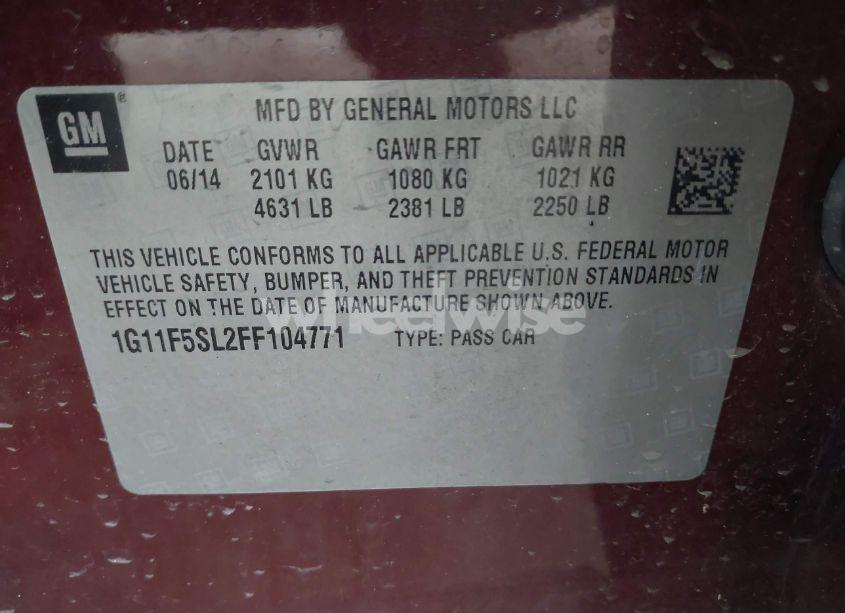 GM®
MFD BY GENERAL MOTORS LLC
DATE GVWR GAWR FRT GAWR RR
06/14 2101 KG 1080 KG 1021 KG
4631 LB 2381 LB 2250 LB
THIS VEHICLE CONFORMS TO ALL APPLICABLE U.S. FEDERAL MOTOR
VEHICLE SAFETY, BUMPER, AND THEFT PREVENTION STANDARDS IN
EFFECT ON THE DATE OF MANUFACTURE SHOWN ABOVE.
wheelwise
1G11F5SL2FF104771 TYPE: PASS CAR